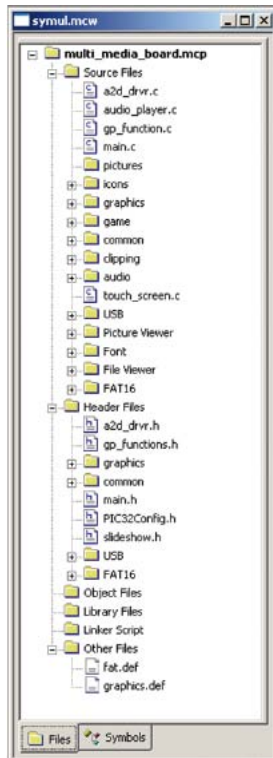 symul.mcw
multi_media_board.mcp
Source Files
a2d_drvr.c
audio_player.c
gp_function.c
main.c
pictures
icons
graphics
game
common
clipping
audio
touch_screen.c
USB
Picture Viewer
Font
File Viewer
FAT16
Header Files
a2d_drvr.h
gp_functions.h
graphics
common
main.h
PIC32Config.h
slideshow.h
USB
FAT16
Object Files
Library Files
Linker Script
Other Files
fat.def
graphics.def
Files Symbols